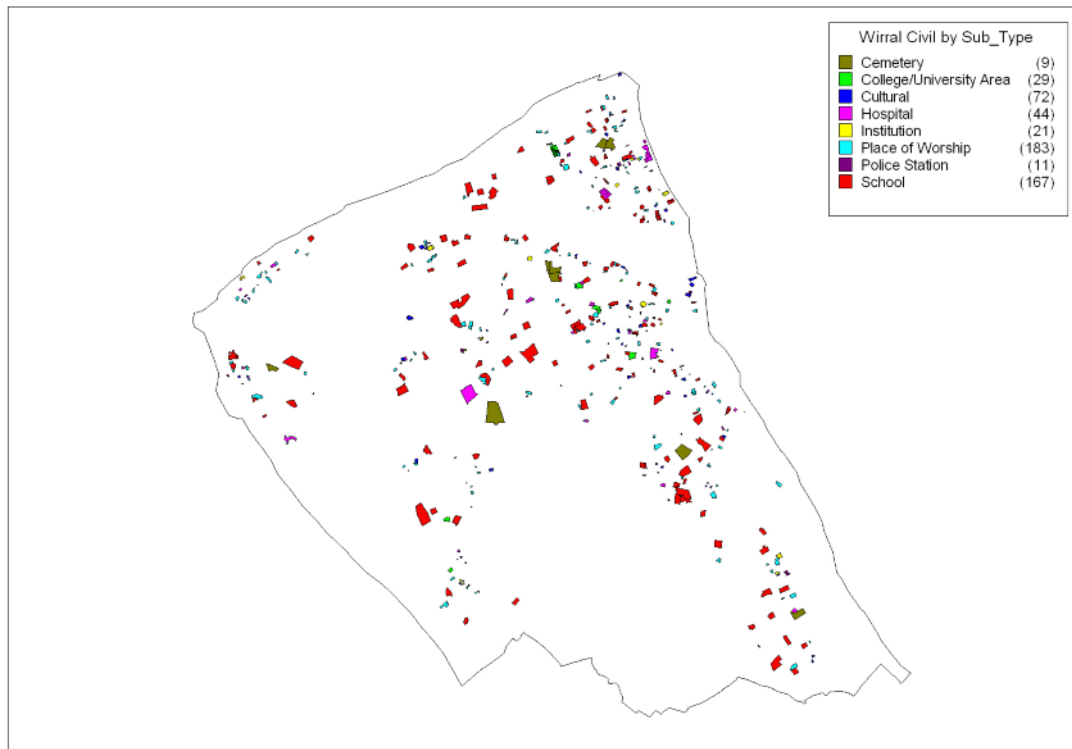 Wirral Civil by Sub_Type
Cemetery (9)
College/University Area (29)
Cultural (72)
Hospital (44)
Institution (21)
Place of Worship (183)
Police Station (11)
School (167)